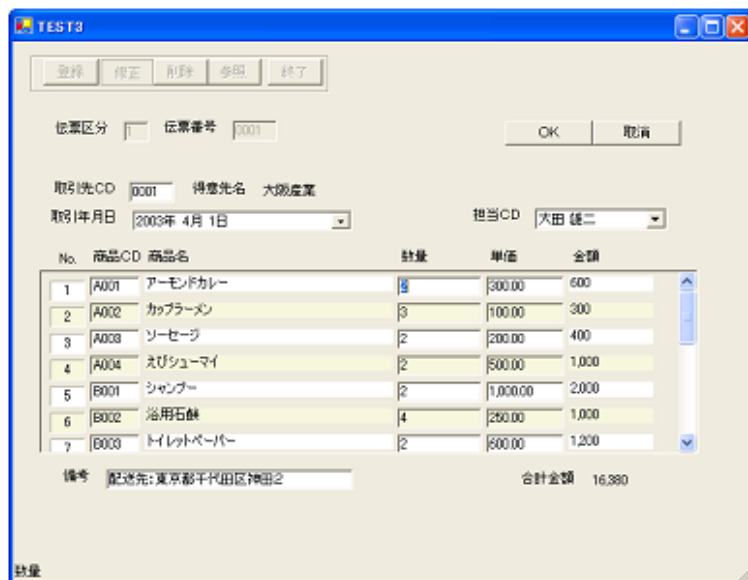 TEST3
登録 修正 削除 参照 終了
伝票区分 1 伝票番号 0001
OK 取消
取引先CD 0001 得意先名 大阪産業
取引年月日 2003年 4月 1日 担当CD 大田 雄二
No. 商品CD 商品名 数量 単価 金額
1 A001 アーモンドカレー 2 300.00 600
2 A002 カップラーメン 3 100.00 300
3 A003 ソーセージ 2 200.00 400
4 A004 えびシューマイ 2 500.00 1,000
5 B001 シャンプー 2 1,000.00 2,000
6 B002 浴用石鹸 4 250.00 1,000
7 B003 トイレットペーパー 2 600.00 1,200
備考 配送先:東京都千代田区神田2 合計金額 16,380
数量